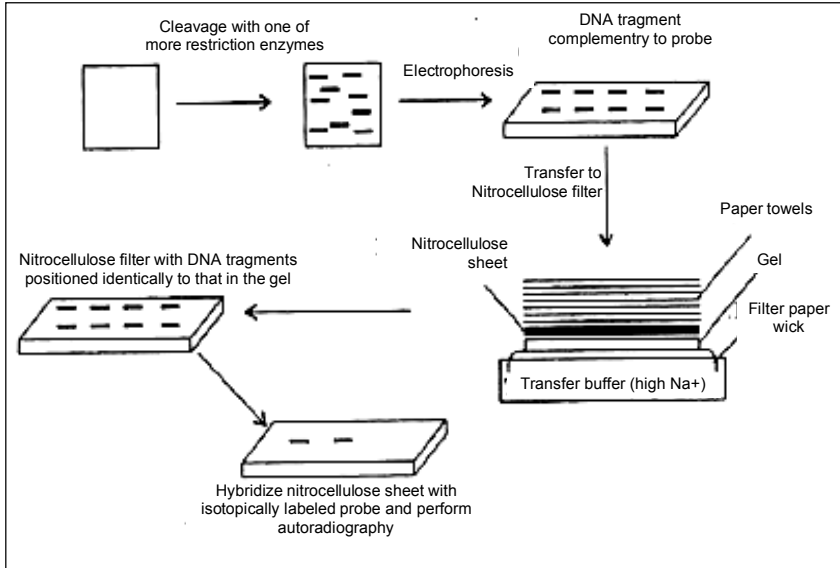 Cleavage with one of
more restriction enzymes
Electrophoresis
DNA tragment
complementry to probe
Transfer to
Nitrocellulose filter
Paper towels
Nitrocellulose
sheet
Gel
Filter paper
wick
Transfer buffer (high Na+)
Nitrocellulose filter with DNA tragments
positioned identically to that in the gel
Hybridize nitrocellulose sheet with
isotopically labeled probe and perform
autoradiography